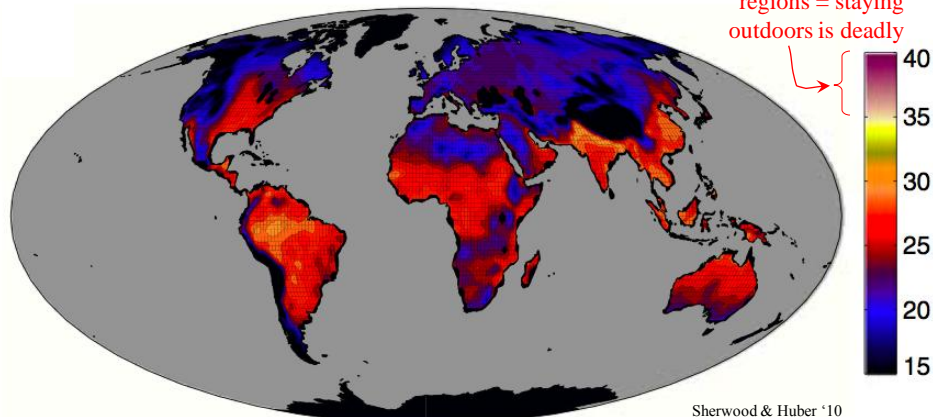 regions = staying
outdoors is deadly
40
35
30
25
20
15
Sherwood & Huber ‘10